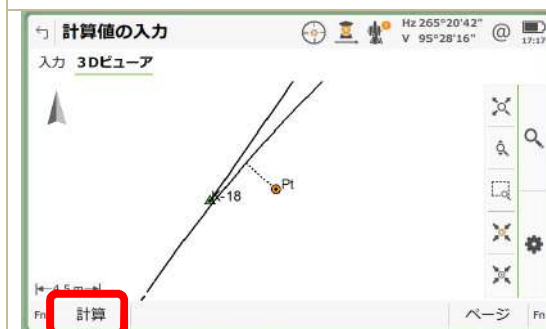 計算値の入力
Hz 265°20'42"
V 95°28'16"
@
17:17
入力 3Dビューア
K-18
Pt
4.5 m
Fn 計算 ページ Fn